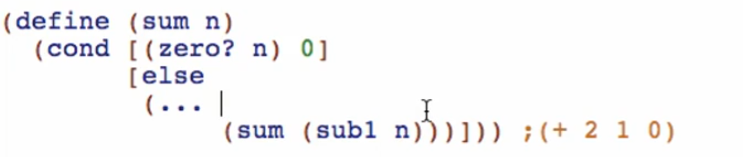 (define (sum n)
(cond [(zero? n) 0]
[else
(...
(sum (sub1 n)))])) ;(+ 2 1 0)